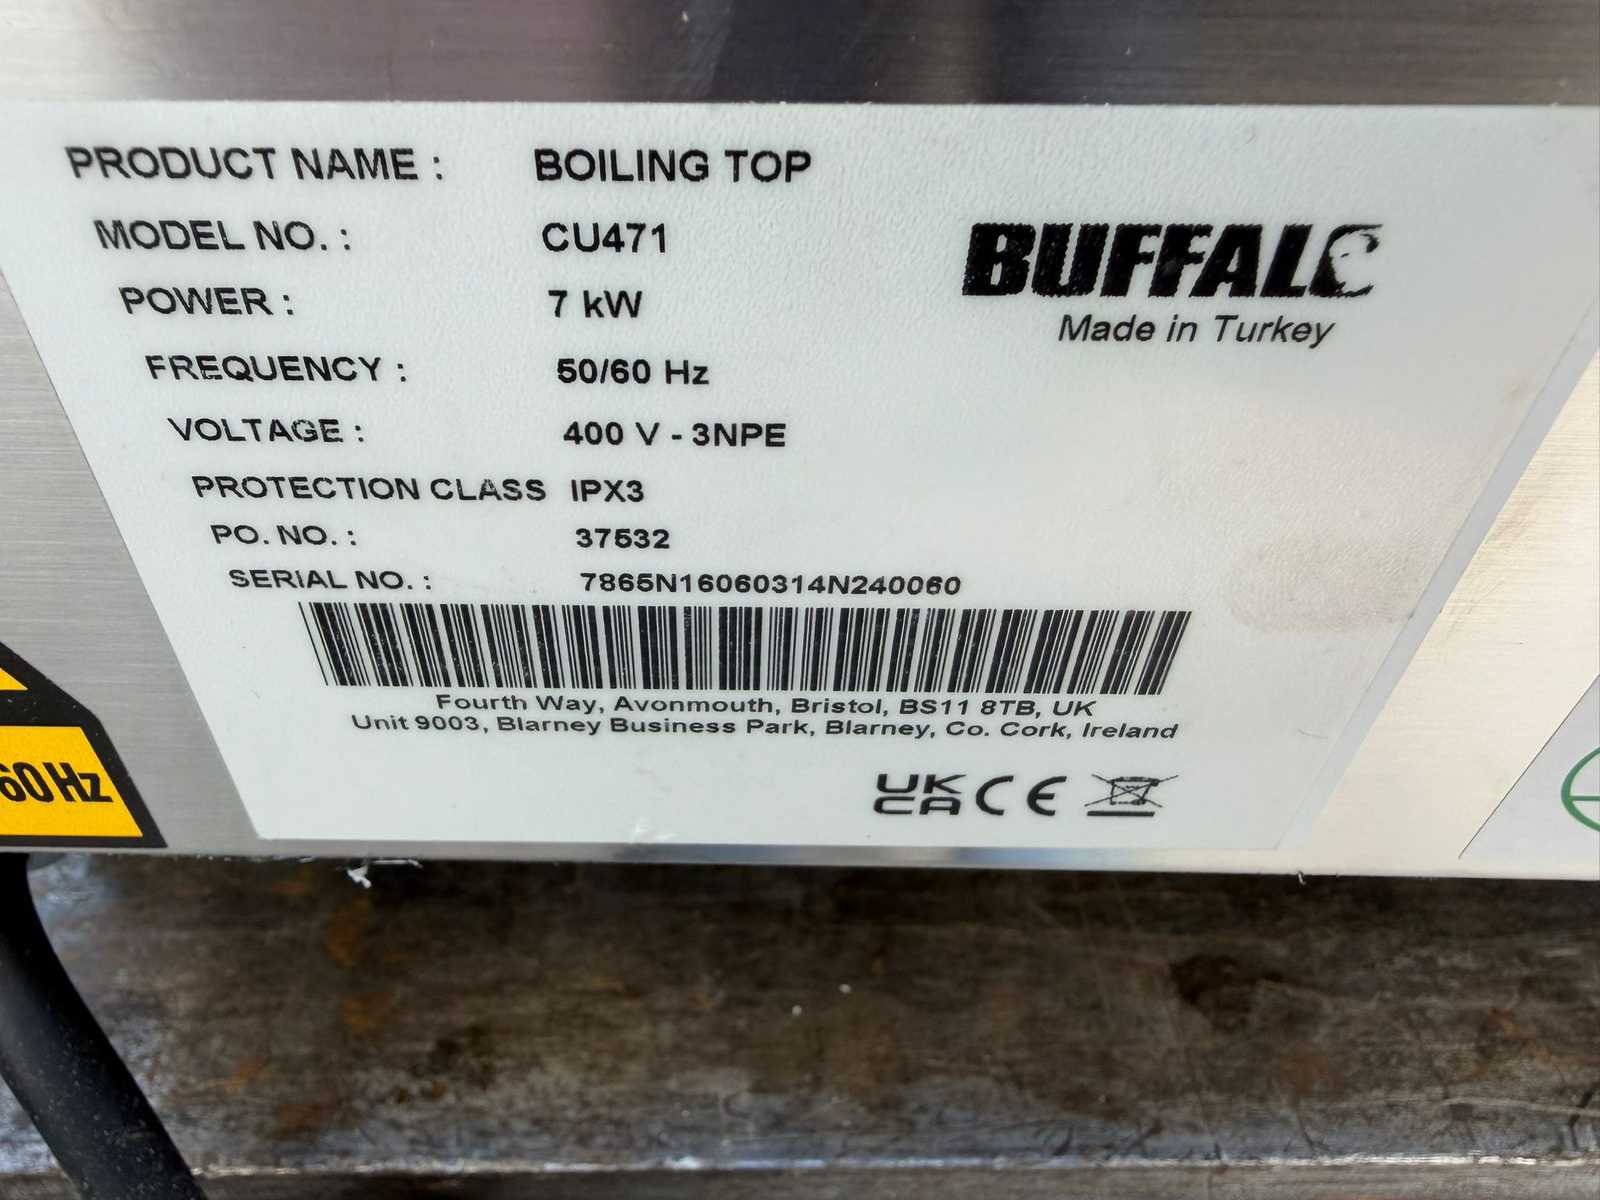 PRODUCT NAME : BOILING TOP
MODEL NO. : CU471
POWER : 7 kW
FREQUENCY : 50/60 Hz
VOLTAGE : 400 V - 3NPE
PROTECTION CLASS IPX3
PO. NO. : 37532
SERIAL NO. : 7865N16060314N240060
BUFFALO
Made in Turkey
Fourth Way, Avonmouth, Bristol, BS11 8TB, UK
Unit 9003, Blarney Business Park, Blarney, Co. Cork, Ireland
UK
CA CE
60Hz